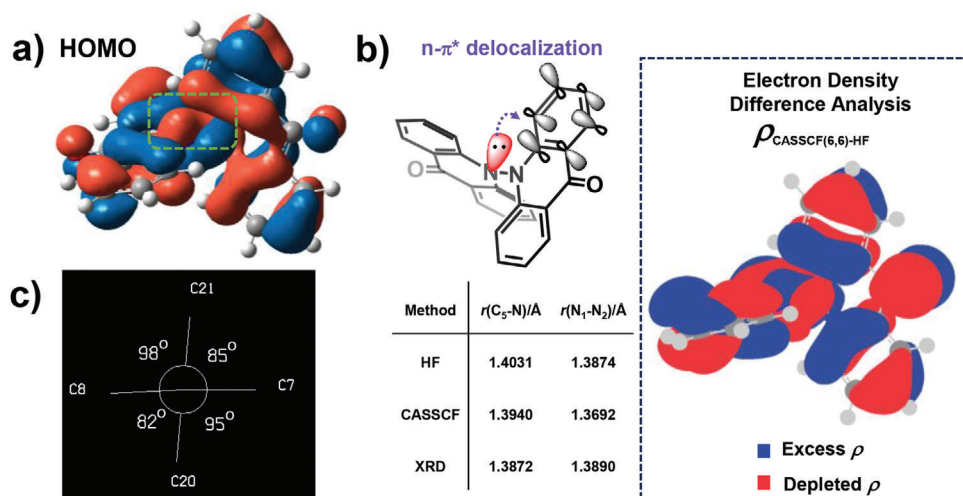 a) HOMO
b)
n-π* delocalization
N
N
O
O
Electron Density
Difference Analysis
ρCASSCF(6,6)-HF
Excess ρ
Depleted ρ
c)
C21
98° 85°
C8 C7
82° 95°
C20
Method r(C₅-N)/Å r(N₁-N₂)/Å
HF 1.4031 1.3874
CASSCF 1.3940 1.3692
XRD 1.3872 1.3890